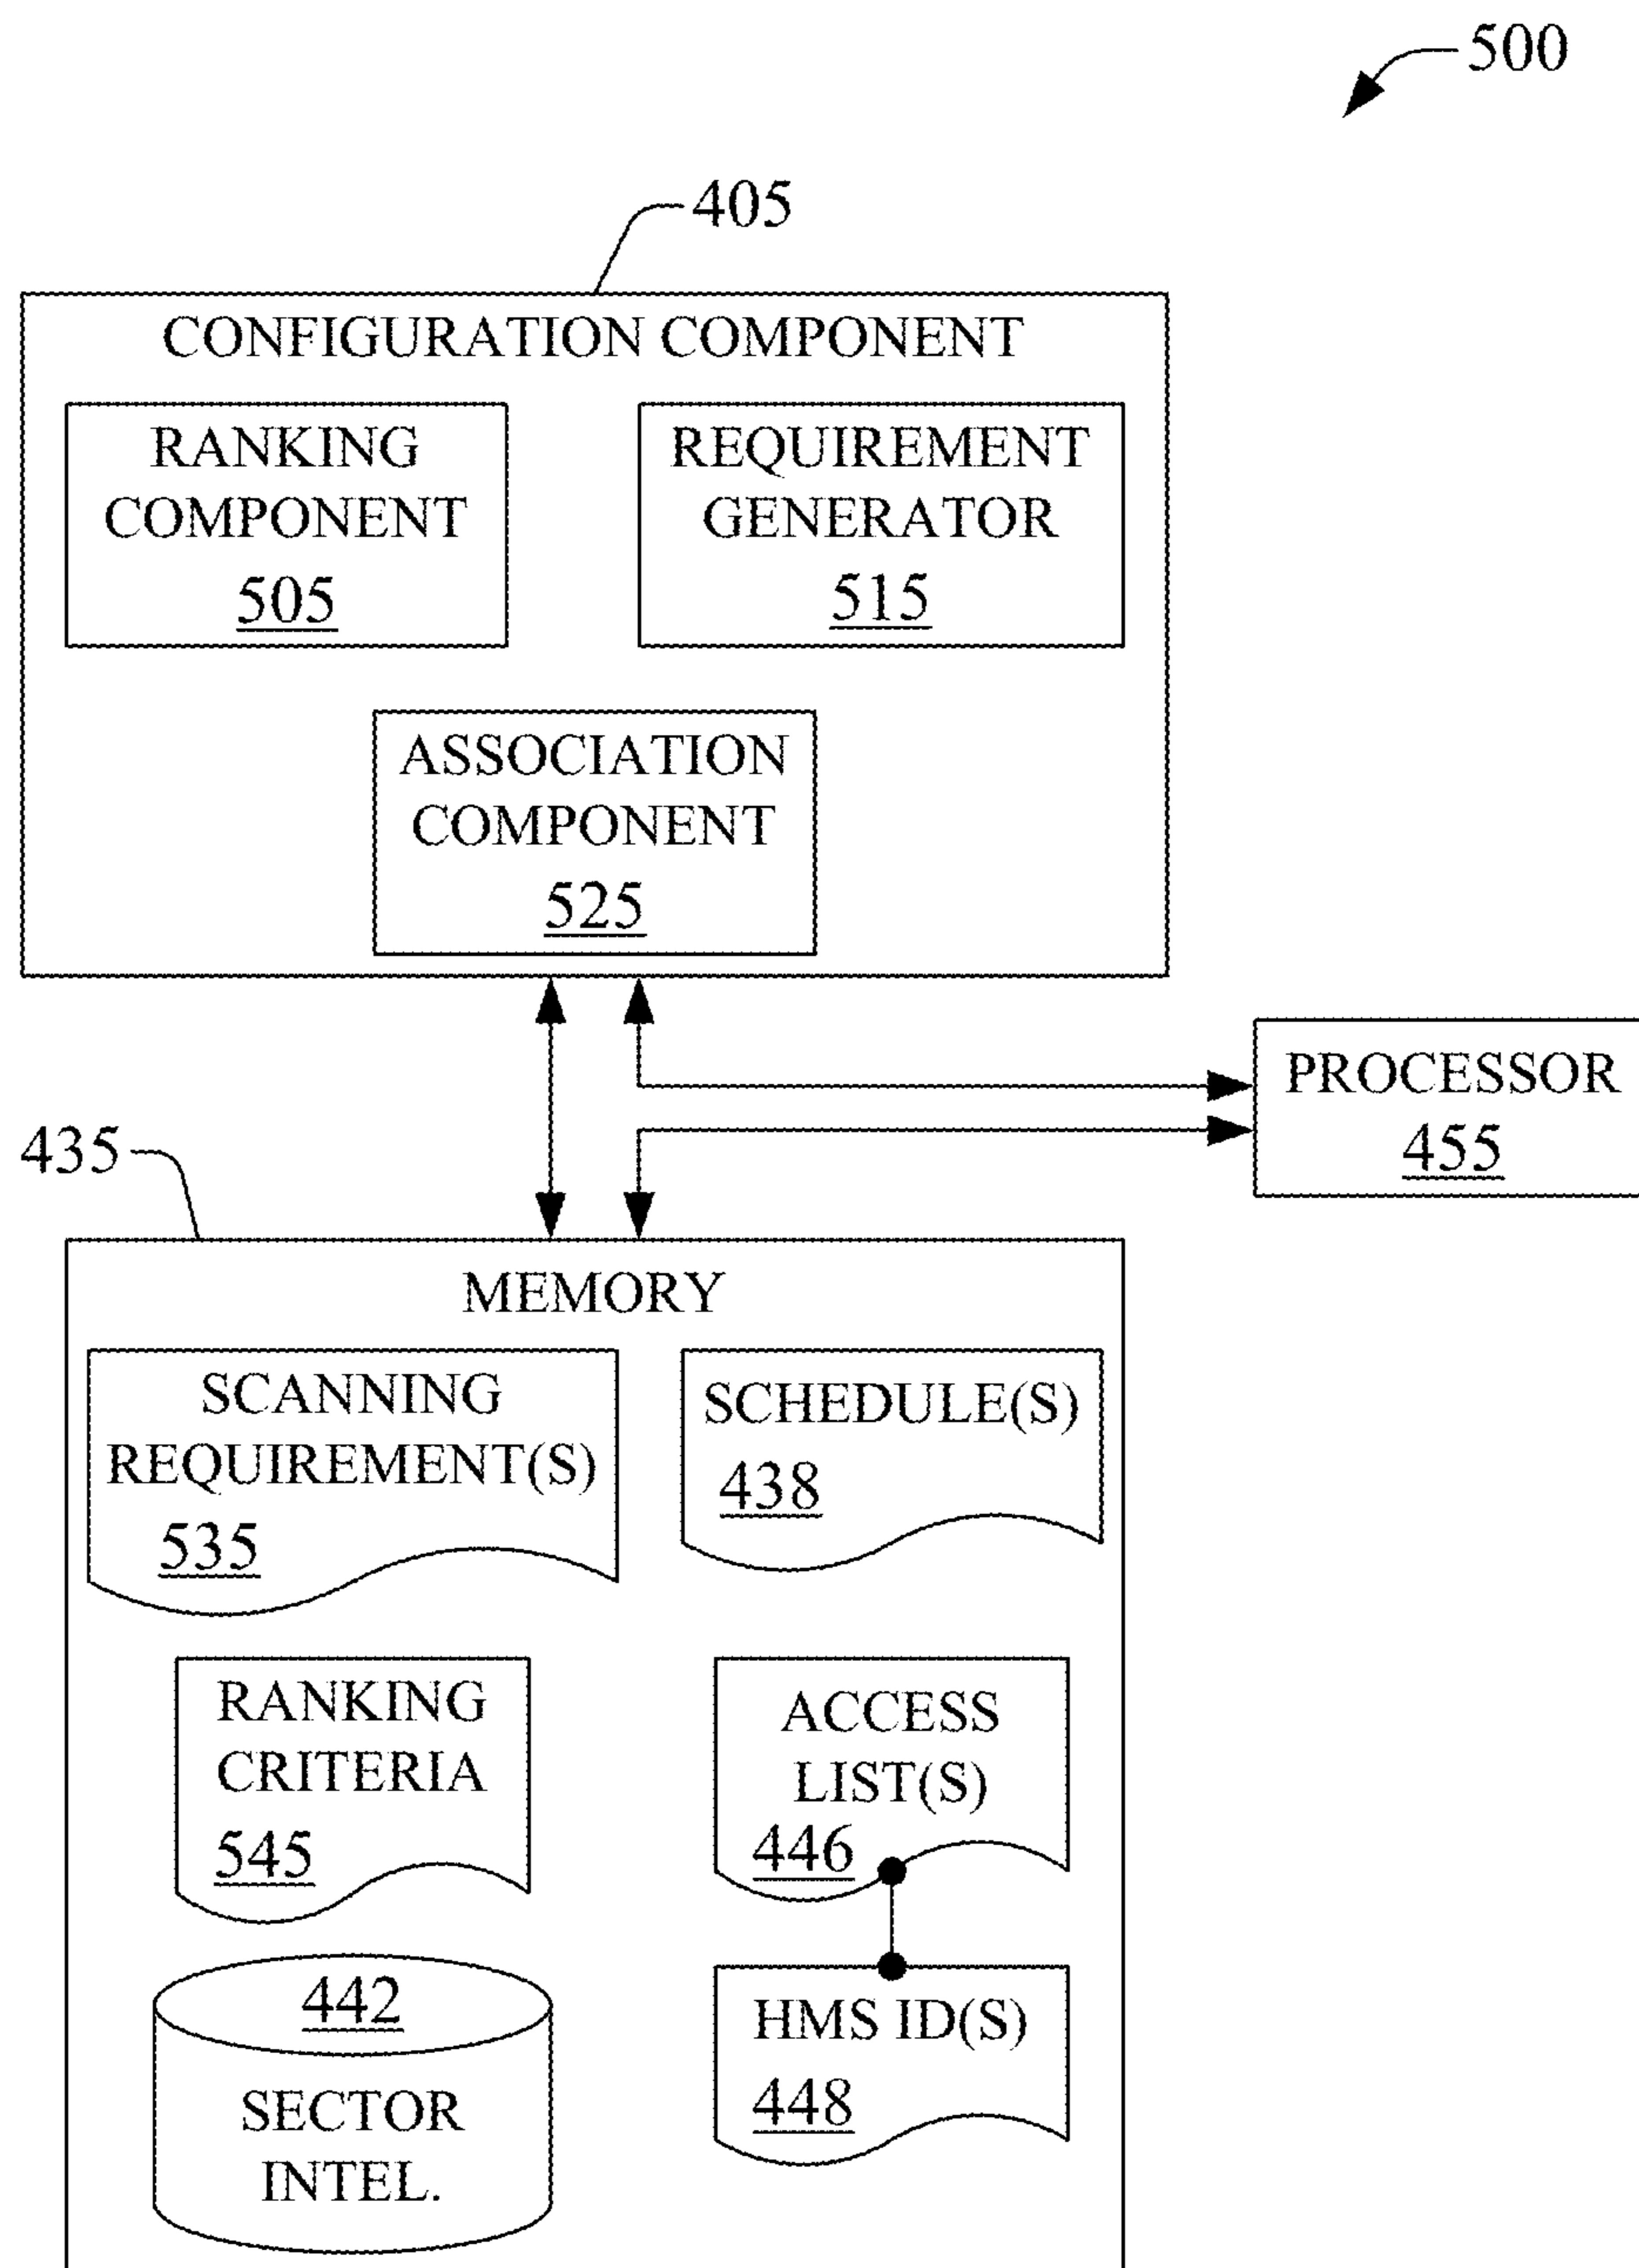 500
405
CONFIGURATION COMPONENT
RANKING
COMPONENT
505
REQUIREMENT
GENERATOR
515
ASSOCIATION
COMPONENT
525
PROCESSOR
455
435
MEMORY
SCANNING
REQUIREMENT(S)
535
SCHEDULE(S)
438
RANKING
CRITERIA
545
ACCESS
LIST(S)
446
442
SECTOR
INTEL.
HMS ID(S)
448